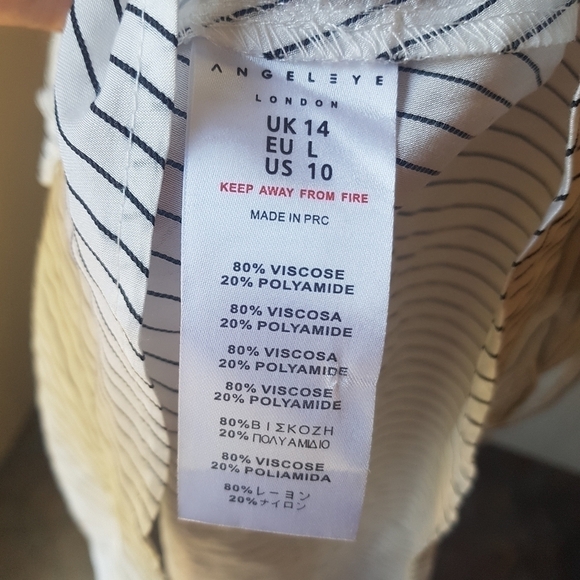 ANGELEYE
LONDON
UK 14
EU L
US 10
KEEP AWAY FROM FIRE
MADE IN PRC
80% VISCOSE
20% POLYAMIDE
80% VISCOSA
20% POLYAMIDE
80% VISCOSA
20% POLYAMIDE
80% VISCOSE
20% POLYAMIDE
80%ΒΙΣΚΟΖΗ
20% ΠΟΛΥΑΜΙΔΙΟ
80% VISCOSE
20% POLIAMIDA
80%レーヨン
20%ナイロン